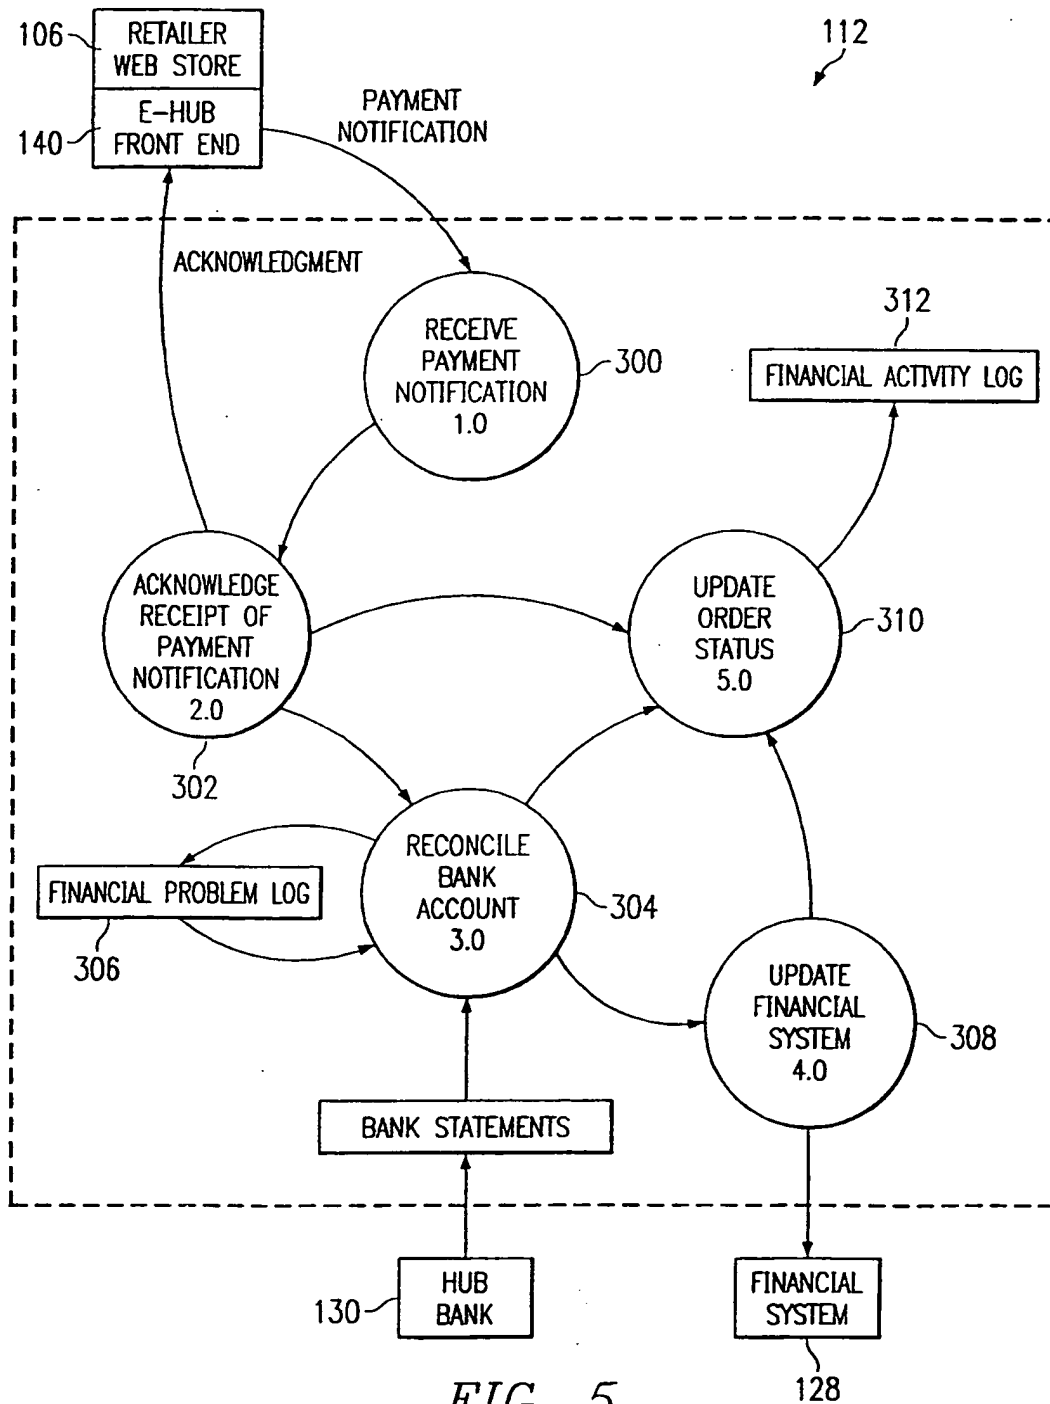 106
RETAILER
WEB STORE
112
140
E-HUB
FRONT END
PAYMENT
NOTIFICATION
ACKNOWLEDGMENT
RECEIVE
PAYMENT
NOTIFICATION
1.0
300
312
FINANCIAL ACTIVITY LOG
ACKNOWLEDGE
RECEIPT OF
PAYMENT
NOTIFICATION
2.0
302
UPDATE
ORDER
STATUS
5.0
310
RECONCILE
BANK
ACCOUNT
3.0
304
FINANCIAL PROBLEM LOG
306
UPDATE
FINANCIAL
SYSTEM
4.0
308
BANK STATEMENTS
130
HUB
BANK
FINANCIAL
SYSTEM
128
FIG. 5